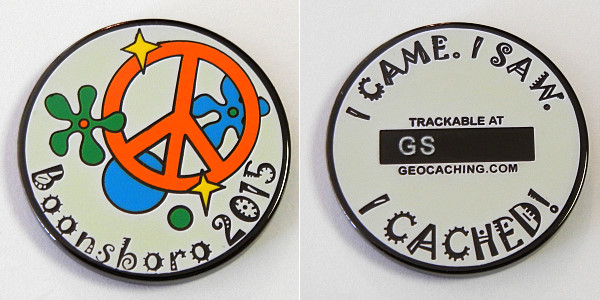 Boonsboro 2015
I CAME. I SAW.
TRACKABLE AT
GS
GEOCACHING.COM
I CACHED!